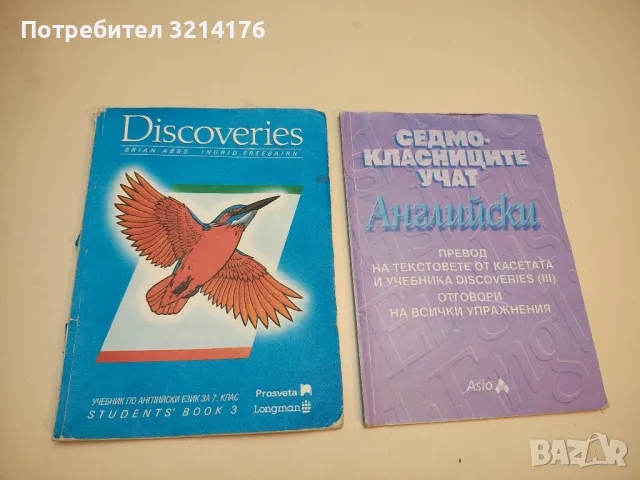 Потребител 3214176
Discoveries
BRIAN ABBS INGRID FREEBAIRN
УЧЕБНИК ПО АНГЛИЙСКИ ЕЗИК ЗА 7. КЛАС
STUDENTS' BOOK 3
Prosveta
Longman
СЕДМО-
КЛАСНИЦИТЕ
УЧАТ
Английски
ПРЕВОД
НА ТЕКСТОВЕТЕ ОТ КАСЕТАТА
И УЧЕБНИКА DISCOVERIES (III)
ОТГОВОРИ
НА ВСИЧКИ УПРАЖНЕНИЯ
Asio
BAZAR